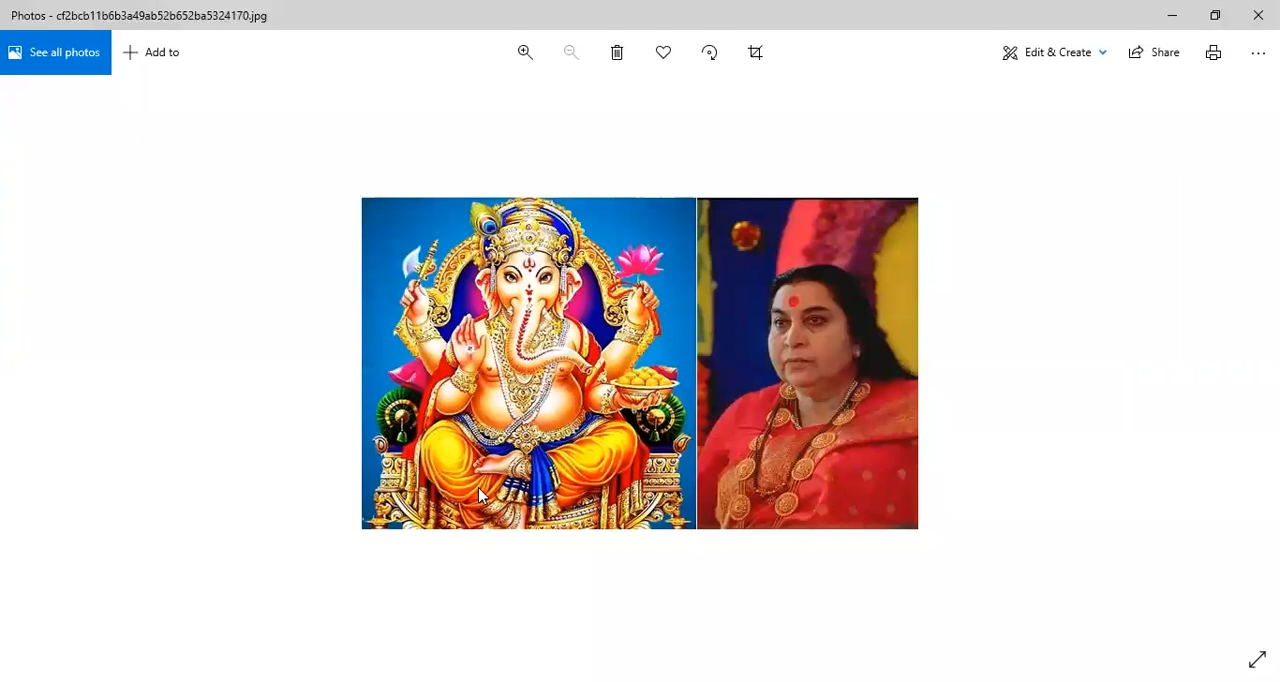 Photos - cf2bcb11b6b3a49ab52b652ba5324170.jpg
See all photos
Add to
Edit & Create
Share